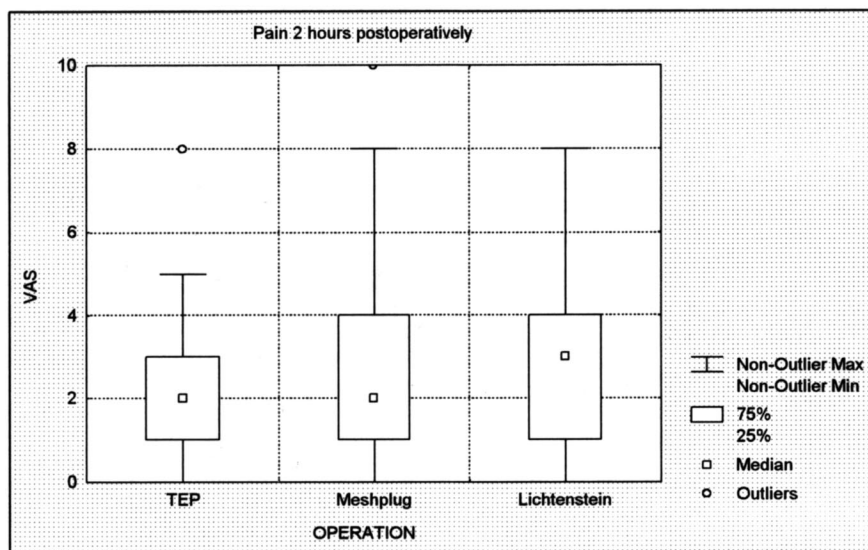 Pain 2 hours postoperatively
10
8
6
4
2
0
VAS
TEP
Meshplug
Lichtenstein
OPERATION
Non-Outlier Max
Non-Outlier Min
75%
25%
Median
Outliers